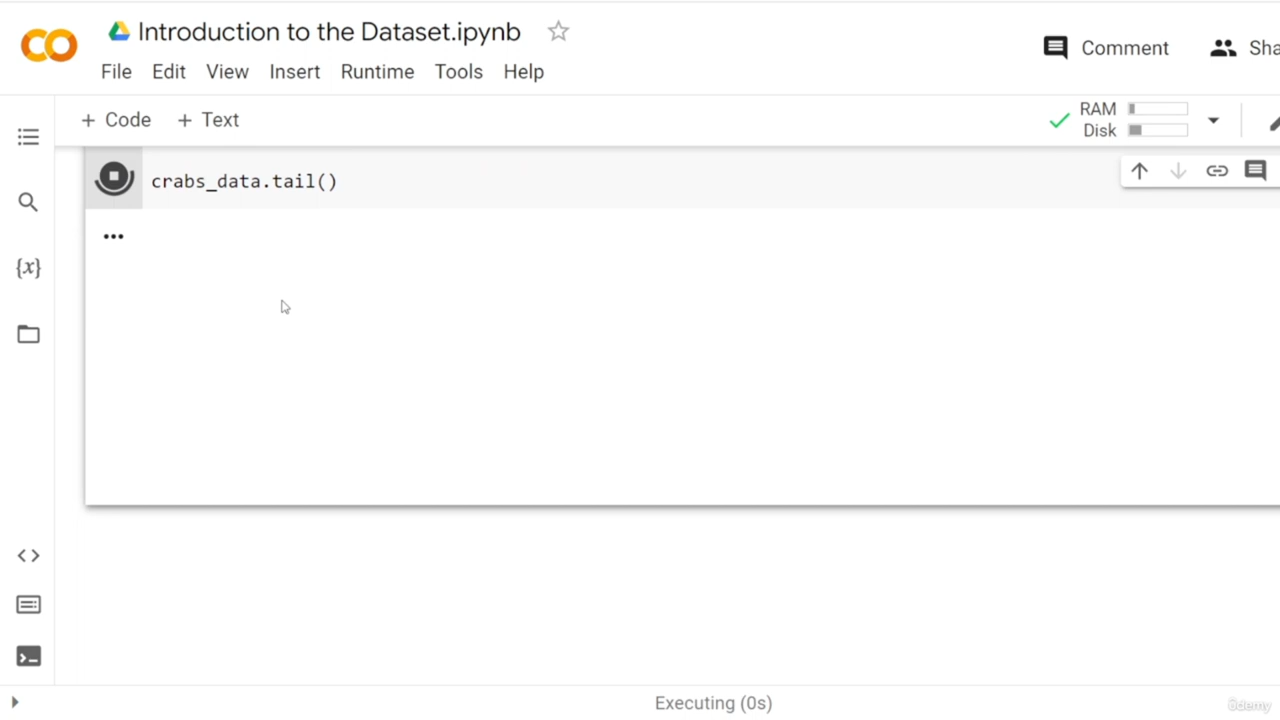 Introduction to the Dataset.ipynb
Comment
Sha
File Edit View Insert Runtime Tools Help
+ Code + Text
RAM
Disk
crabs_data.tail()
...
{x}
Executing (0s)
ûdemy